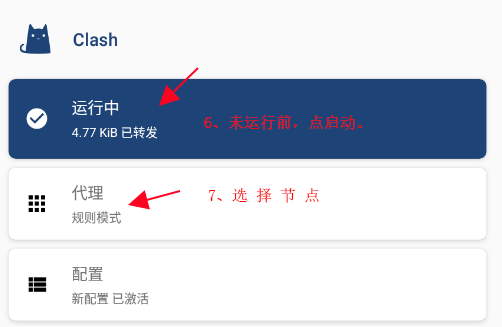 Clash
运行中
4.77 KiB 已转发
6、未运行前，点启动。
代理
规则模式
7、选 择 节 点
配置
新配置 已激活